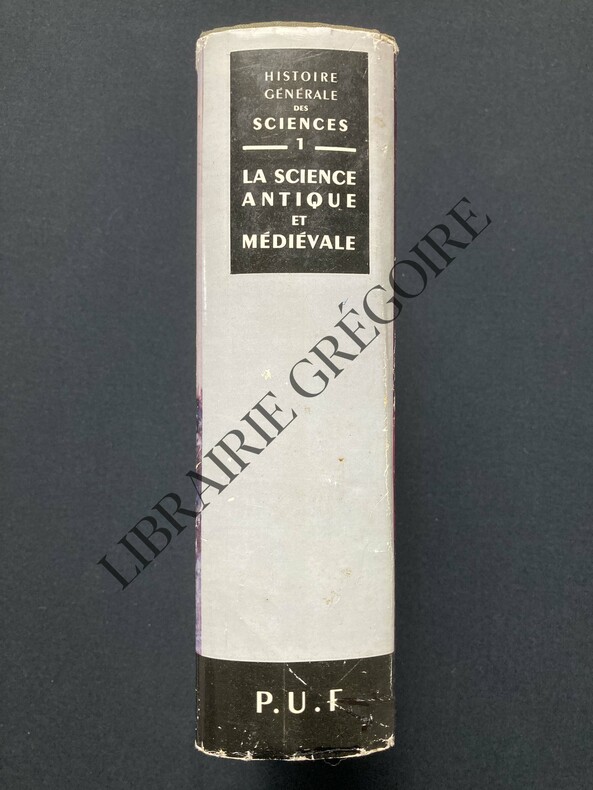 HISTOIRE
GÉNÉRALE
DES
SCIENCES
1
LA SCIENCE
ANTIQUE
ET
MÉDIÉVALE
LIBRAIRIE GRÉGOIRE
P.U.F